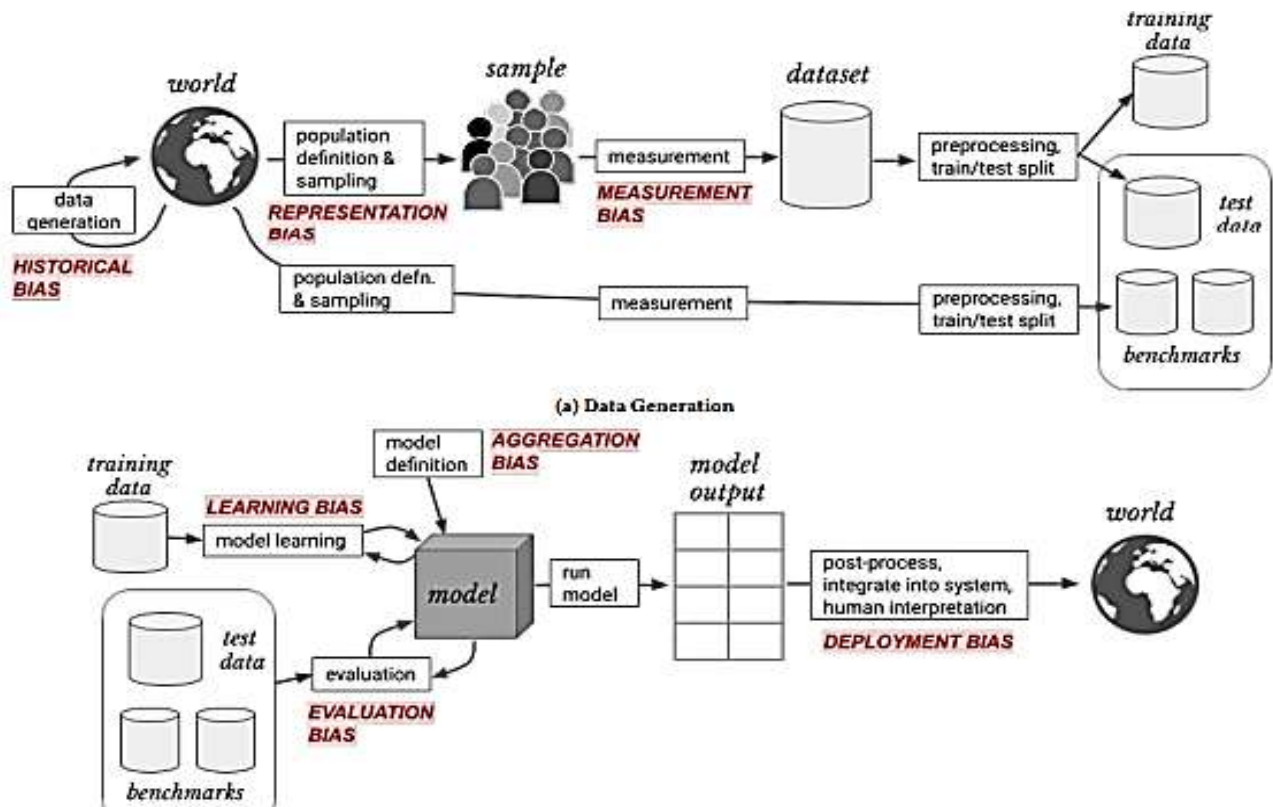 training
data
world
sample
dataset
population
definition &
sampling
measurement
preprocessing,
train/test split
data
generation
REPRESENTATION
BIAS
MEASUREMENT
BIAS
test
data
HISTORICAL
BIAS
population defn.
& sampling
measurement
preprocessing,
train/test split
benchmarks
(a) Data Generation
training
data
model
definition
AGGREGATION
BIAS
model
output
LEARNING BIAS
model learning
world
model
run
model
post-process,
integrate into system,
human interpretation
DEPLOYMENT BIAS
test
data
evaluation
EVALUATION
BIAS
benchmarks